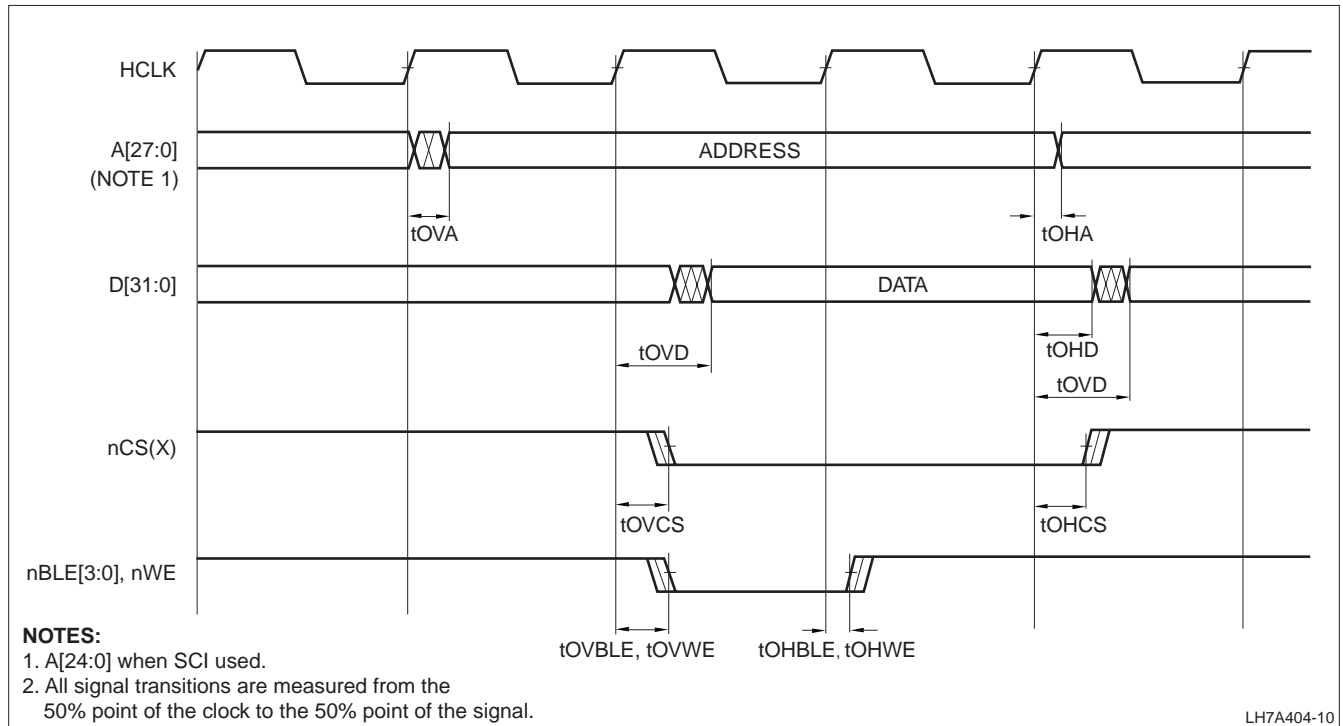 HCLK
A[27:0]
(NOTE 1)
ADDRESS
tOVA
tOHA
D[31:0]
DATA
tOVD
tOHD
tOVD
nCS(X)
tOVCS
tOHCS
nBLE[3:0], nWE
tOVBLE, tOVWE
tOHBLE, tOHWE
NOTES:
1. A[24:0] when SCI used.
2. All signal transitions are measured from the
50% point of the clock to the 50% point of the signal.
LH7A404-10